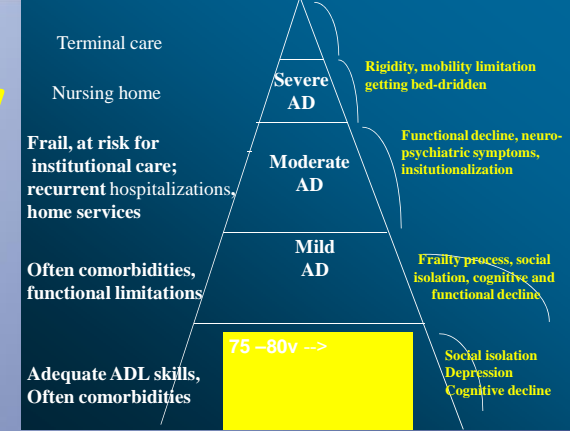 Terminal care
Nursing home
Frail, at risk for
institutional care;
recurrent hospitalizations,
home services
Often comorbidities,
functional limitations
Adequate ADL skills,
Often comorbidities
Severe
AD
Moderate
AD
Mild
AD
75 –80v -->
Rigidity, mobility limitation
getting bed-dridden
Functional decline, neuro-
psychiatric symptoms,
insitutionalization
Frailty process, social
isolation, cognitive and
functional decline
Social isolation
Depression
Cognitive decline